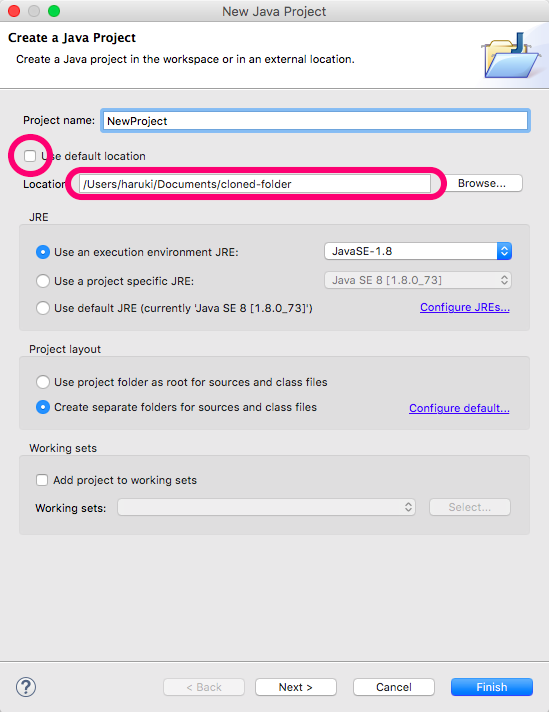 New Java Project
Create a Java Project
Create a Java project in the workspace or in an external location.
Project name: NewProject
Use default location
Location: /Users/haruki/Documents/cloned-folder Browse...
JRE
Use an execution environment JRE: JavaSE-1.8
Use a project specific JRE: Java SE 8 [1.8.0_73]
Use default JRE (currently 'Java SE 8 [1.8.0_73]') Configure JREs...
Project layout
Use project folder as root for sources and class files
Create separate folders for sources and class files Configure default...
Working sets
Add project to working sets
Working sets: Select...
? < Back Next > Cancel Finish